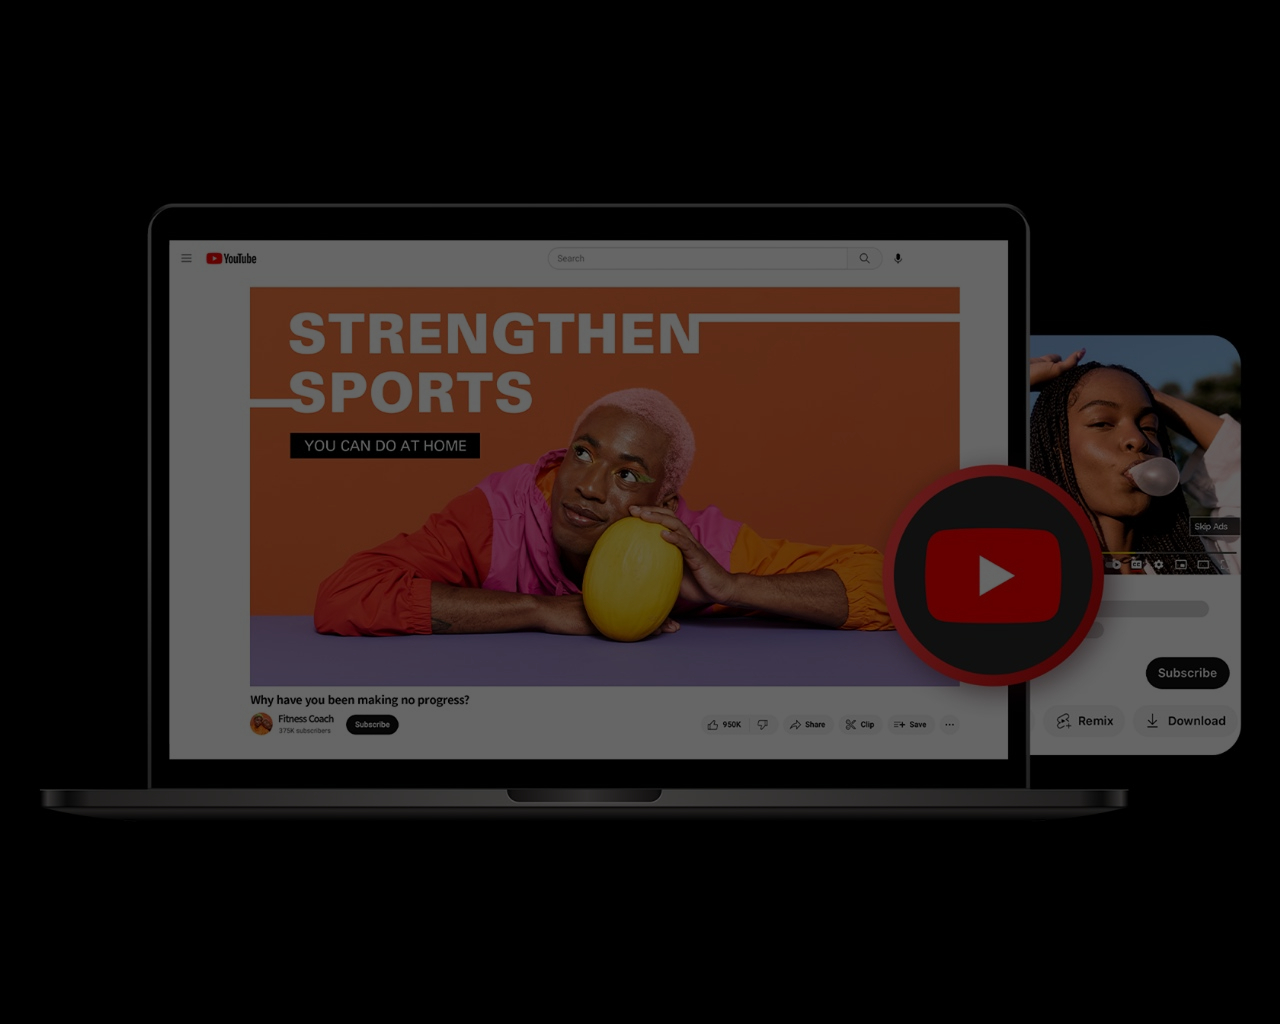 YouTube
Search
STRENGTHEN
SPORTS
YOU CAN DO AT HOME
Why have you been making no progress?
Fitness Coach
375K subscribers
Subscribe
950K
Share
Clip
Save
Skip Ads
Subscribe
Remix
Download